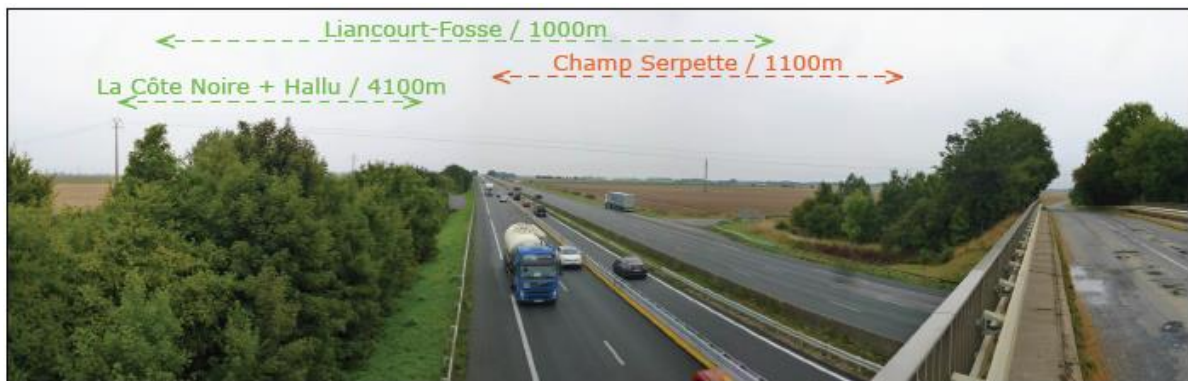 Liancourt-Fosse / 1000m
Champ Serpette / 1100m
La Côte Noire + Hallu / 4100m